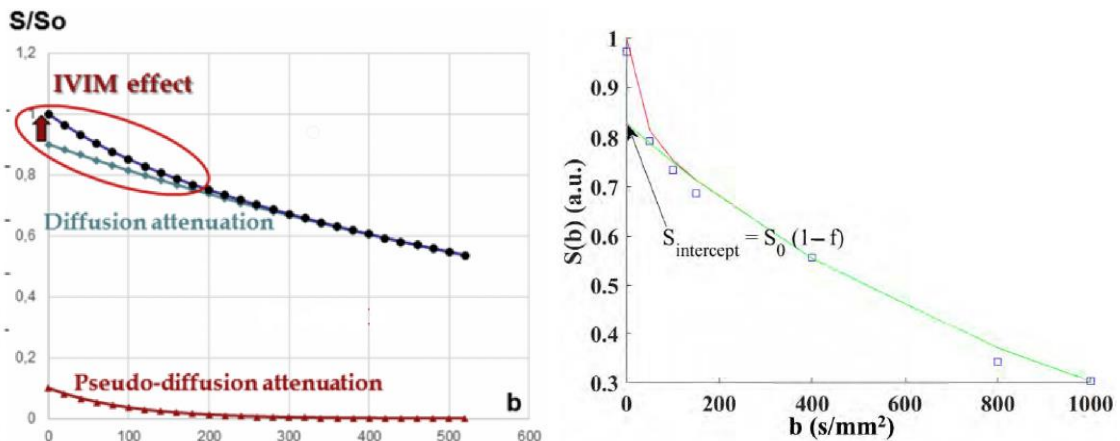 S/So
1,2
IVIM effect
1
0,8
Diffusion attenuation
0,6
0,4
0,2
Pseudo-diffusion attenuation
b
0
0 100 200 300 400 500 600
1
0.9
0.8
0.7
S(b) (a.u.)
S intercept = S0 (1– f)
0.6
0.5
0.4
0.3
0 200 400 600 800 1000
b (s/mm²)